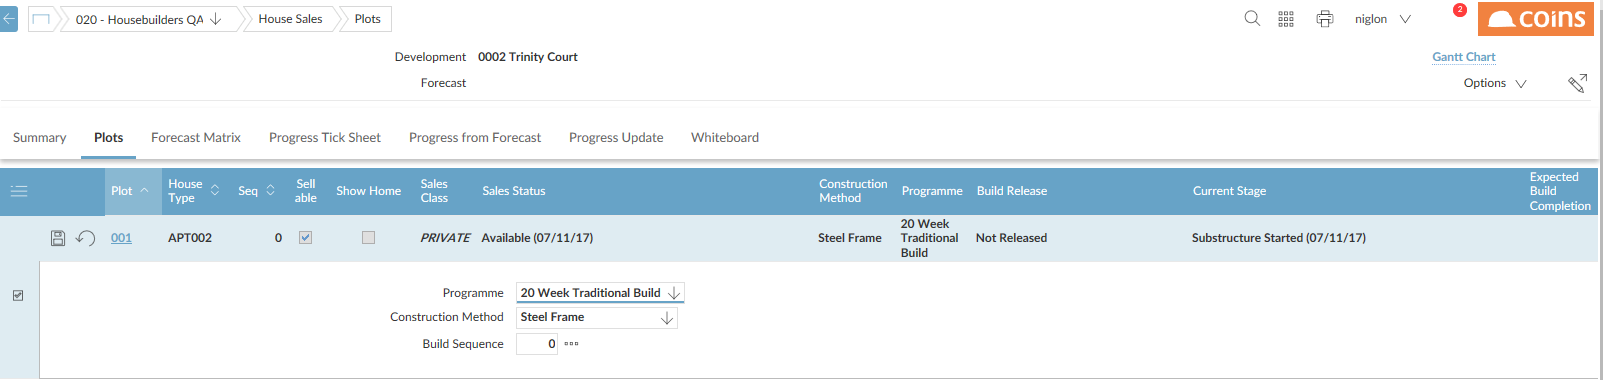 020 - Housebuilders QA House Sales Plots niglon 2 coins
Development 0002 Trinity Court Gantt Chart
Forecast Options
Summary Plots Forecast Matrix Progress Tick Sheet Progress from Forecast Progress Update Whiteboard
Plot House Type Seq Sell able Show Home Sales Class Sales Status Construction Method Programme Build Release Current Stage Expected Build Completion
001 APT002 0 PRIVATE Available (07/11/17) Steel Frame 20 Week Traditional Build Not Released Substructure Started (07/11/17)
Programme 20 Week Traditional Build
Construction Method Steel Frame
Build Sequence 0